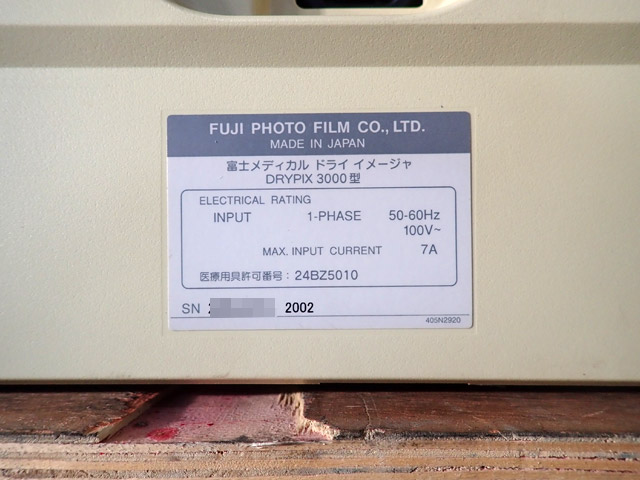 FUJI PHOTO FILM CO., LTD.
MADE IN JAPAN
富士メディカル ドライ イメージャ
DRYPIX 3000型
ELECTRICAL RATING
INPUT 1-PHASE 50-60Hz
100V~
MAX. INPUT CURRENT 7A
医療用具許可番号：24BZ5010
SN 2002
405N2920